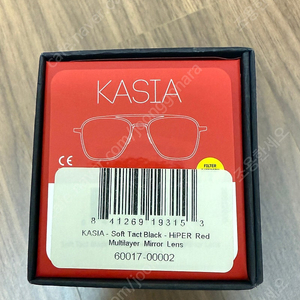 KASIA
CE
FILTER
8 41269 19315 3
KASIA - Soft Tact Black - HiPER Red
Multilayer Mirror Lens
60017-00002